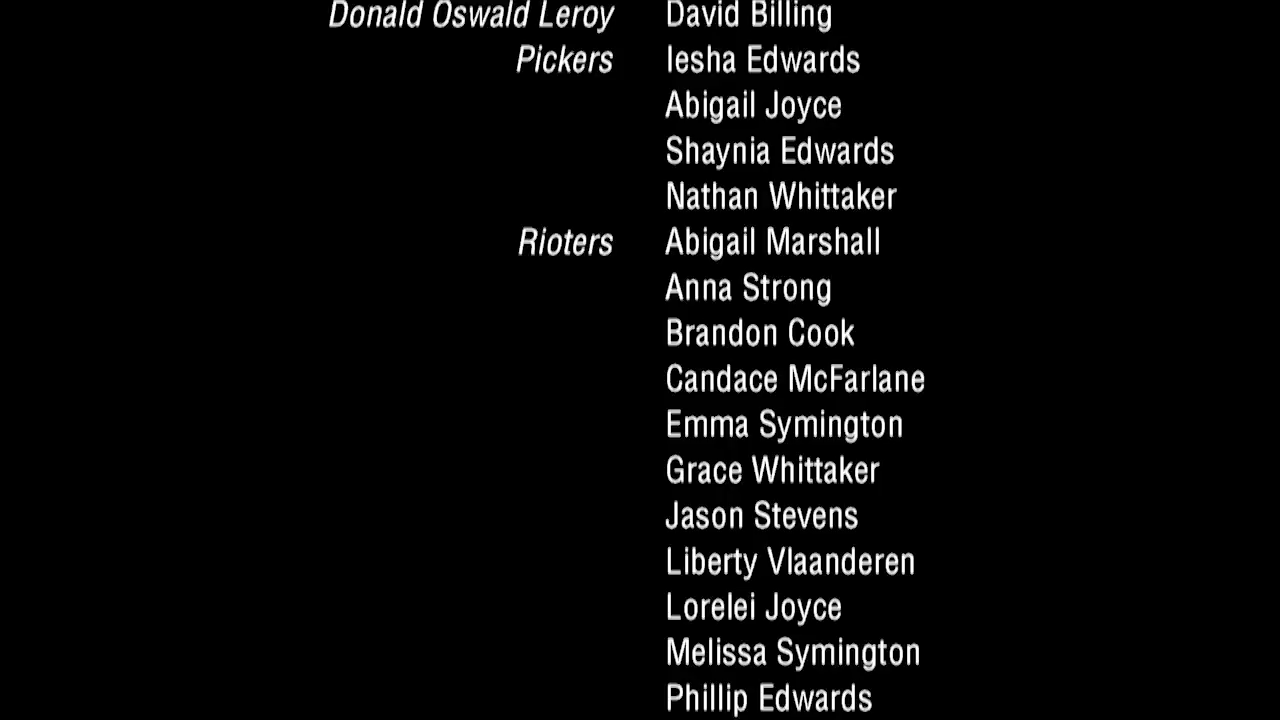 Donald Oswald Leroy David Billing
Pickers Iesha Edwards
Abigail Joyce
Shaynia Edwards
Nathan Whittaker
Rioters Abigail Marshall
Anna Strong
Brandon Cook
Candace McFarlane
Emma Symington
Grace Whittaker
Jason Stevens
Liberty Vlaanderen
Lorelei Joyce
Melissa Symington
Phillip Edwards